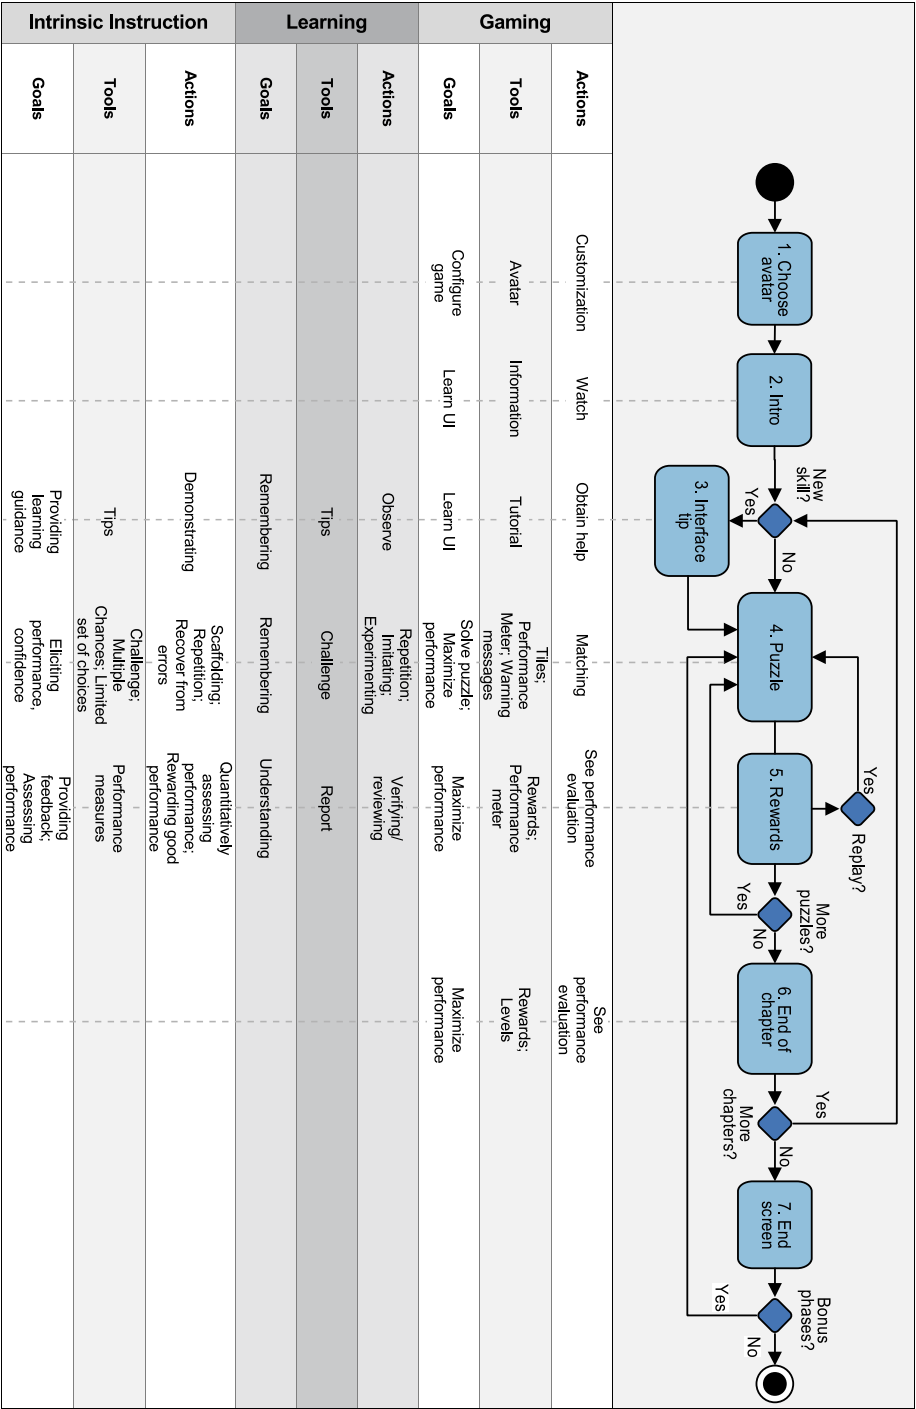 Intrinsic Instruction
Learning
Gaming
Goals
Tools
Actions
Goals
Tools
Actions
Goals
Tools
Actions
1. Choose
avatar
2. Intro
New
skill?
Yes
No
3. Interface
tip
4. Puzzle
5. Rewards
Yes
Replay?
More
puzzles?
Yes
No
6. End of
chapter
Yes
More
chapters?
No
7. End
screen
Bonus
phases?
Yes
No
Customization
Watch
Obtain help
Matching
See performance
evaluation
See
performance
evaluation
Avatar
Information
Tutorial
Tiles;
Performance
Meter; Warning
messages
Rewards;
Performance
meter
Rewards;
Levels
Configure
game
Learn UI
Learn UI
Solve puzzle;
Maximize
performance
Maximize
performance
Maximize
performance
Observe
Repetition;
Imitating;
Experimenting
Verifying/
reviewing
Tips
Challenge
Report
Remembering
Remembering
Understanding
Demonstrating
Scaffolding;
Repetition;
Recover from
errors
Quantitatively
assessing
performance;
Rewarding good
performance
Tips
Challenge;
Multiple
Chances; Limited
set of choices
Performance
measures
Providing
learning
guidance
Eliciting
performance,
confidence
Providing
feedback;
Assessing
performance